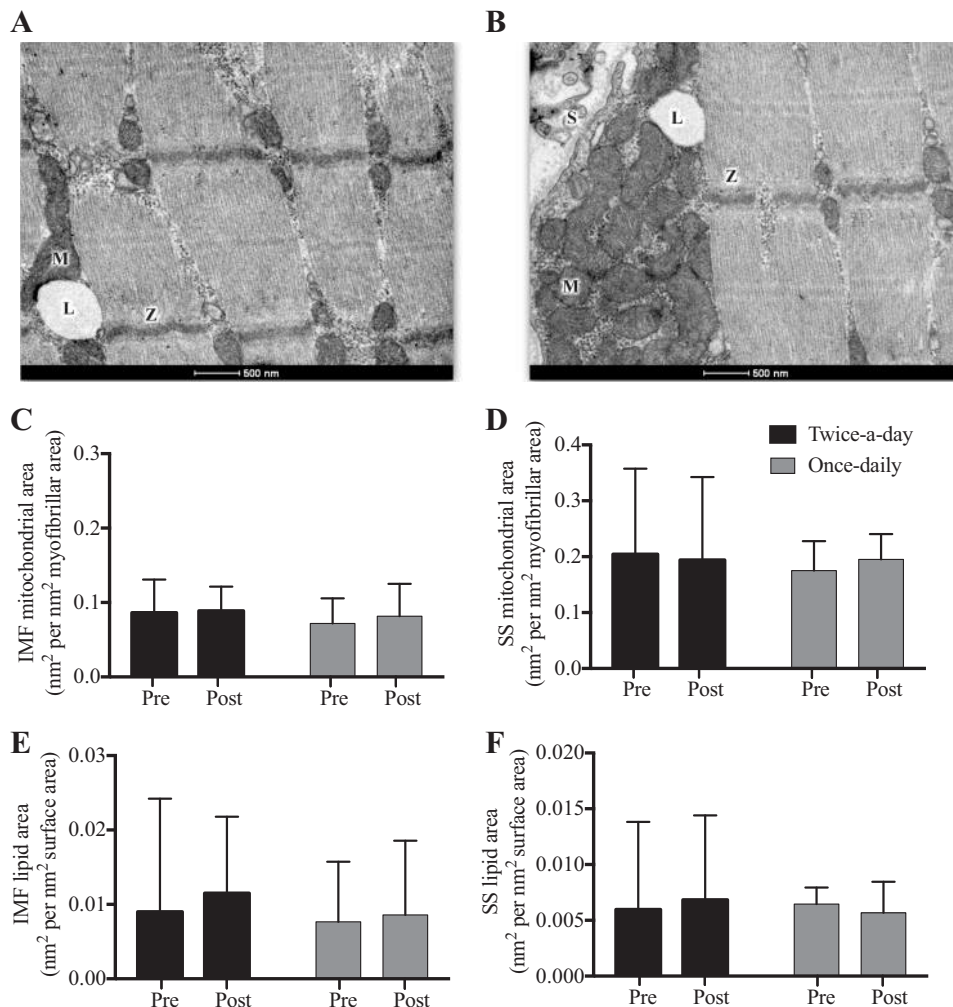 A
B
M
L
Z
500 nm
S
L
Z
M
500 nm
C
IMF mitochondrial area
(nm² per nm² myofibrillar area)
0.3
0.2
0.1
0.0
Pre
Post
Pre
Post
D
SS mitochondrial area
(nm² per nm² myofibrillar area)
0.4
0.3
0.2
0.1
0.0
Twice-a-day
Once-daily
Pre
Post
Pre
Post
E
IMF lipid area
(nm² per nm² surface area)
0.03
0.02
0.01
0.00
Pre
Post
Pre
Post
F
SS lipid area
(nm² per nm² surface area)
0.020
0.015
0.010
0.005
0.000
Pre
Post
Pre
Post